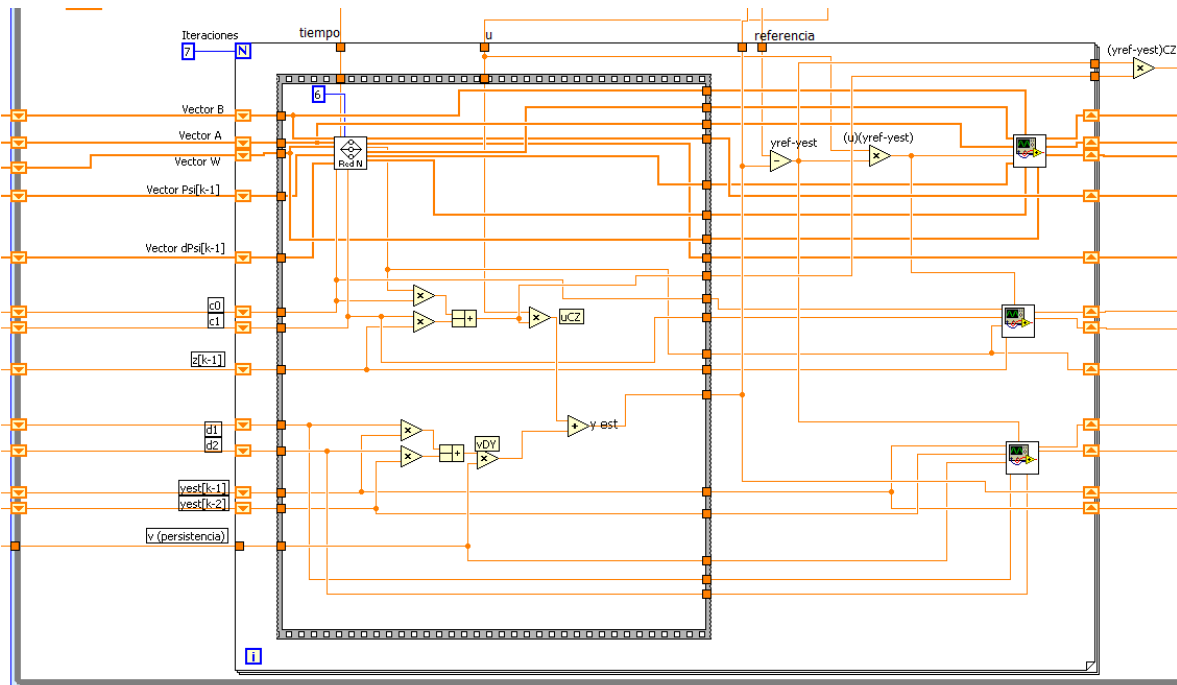 Iteraciones
7
N
tiempo
u
referencia
(yref-yest)CZ
6
Vector B
Vector A
Vector W
Red N
yref-yest
(u)(yref-yest)
Vector Psi[k-1]
Vector dPsi[k-1]
c0
c1
uCZ
z[k-1]
d1
d2
vDY
y est
yest[k-1]
yest[k-2]
v (persistencia)
i